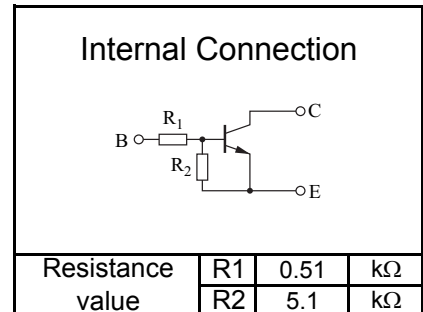 Internal Connection
C
R1
B
R2
E
Resistance value R1 0.51 kΩ
R2 5.1 kΩ